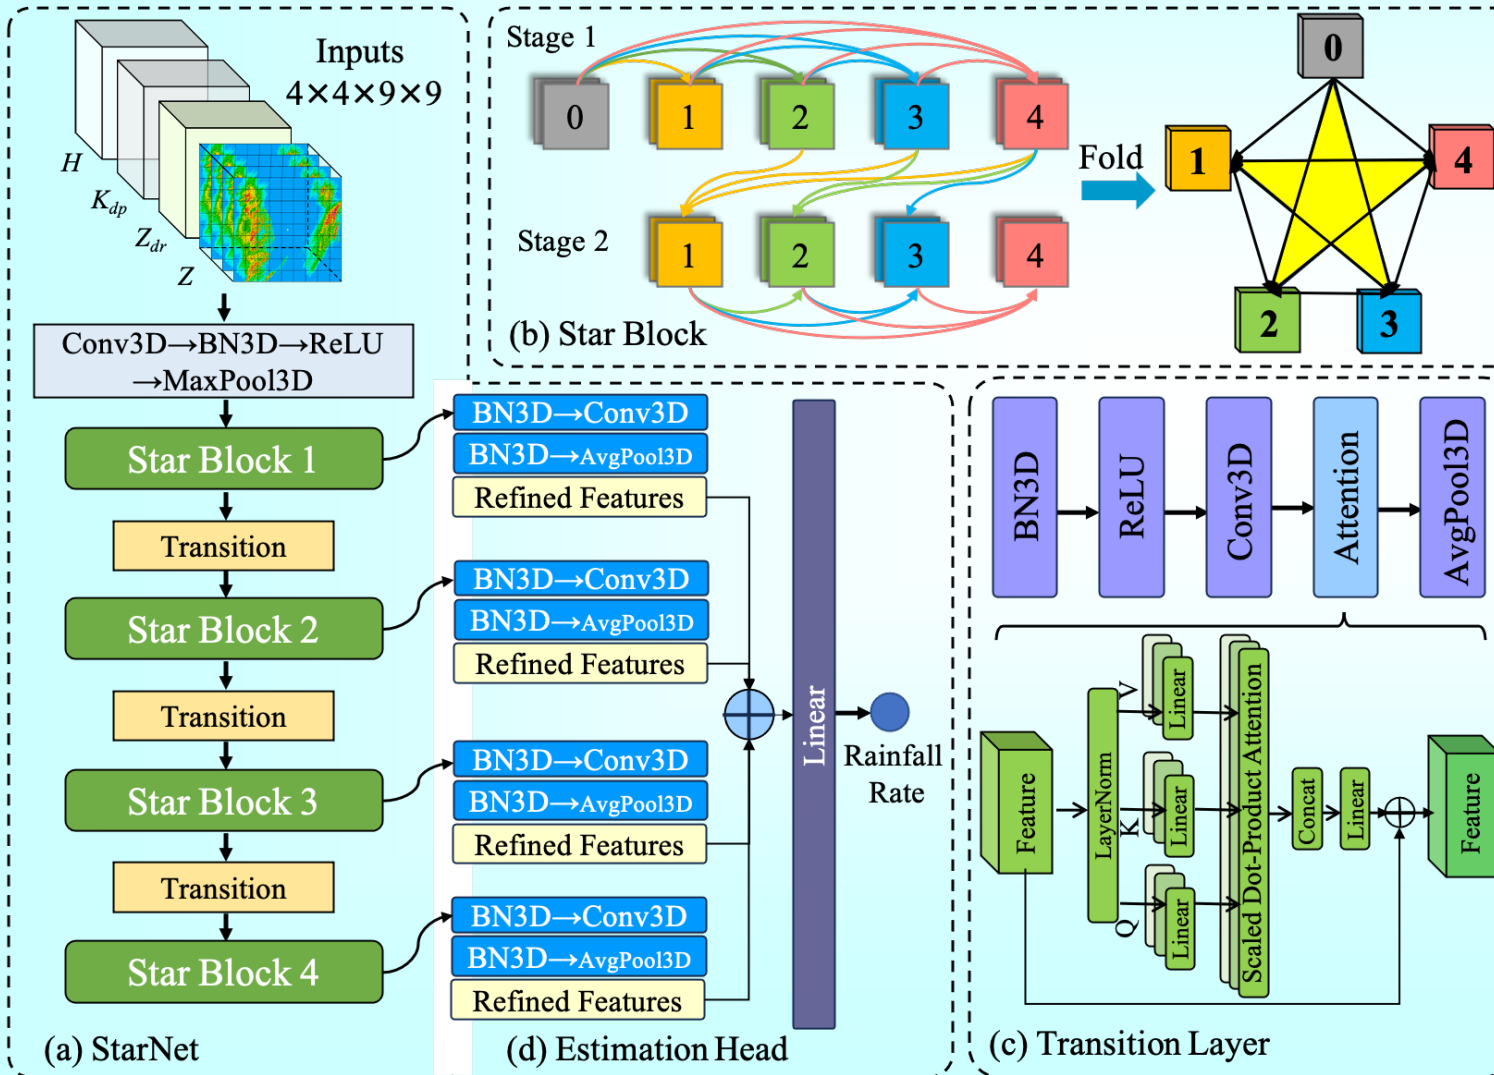 Inputs
4×4×9×9
H
Kdp
Zdr
Z
Conv3D→BN3D→ReLU
→MaxPool3D
Star Block 1
Transition
Star Block 2
Transition
Star Block 3
Transition
Star Block 4
(a) StarNet
Stage 1
0 1 2 3 4
Stage 2
1 2 3 4
(b) Star Block
Fold
0
1
4
2
3
BN3D→Conv3D
BN3D→AvgPool3D
Refined Features
BN3D→Conv3D
BN3D→AvgPool3D
Refined Features
BN3D→Conv3D
BN3D→AvgPool3D
Refined Features
BN3D→Conv3D
BN3D→AvgPool3D
Refined Features
Linear
Rainfall
Rate
(d) Estimation Head
BN3D
ReLU
Conv3D
Attention
AvgPool3D
Feature
LayerNorm
V
K
Q
Linear
Linear
Linear
Scaled Dot-Product Attention
Concat
Linear
Feature
(c) Transition Layer